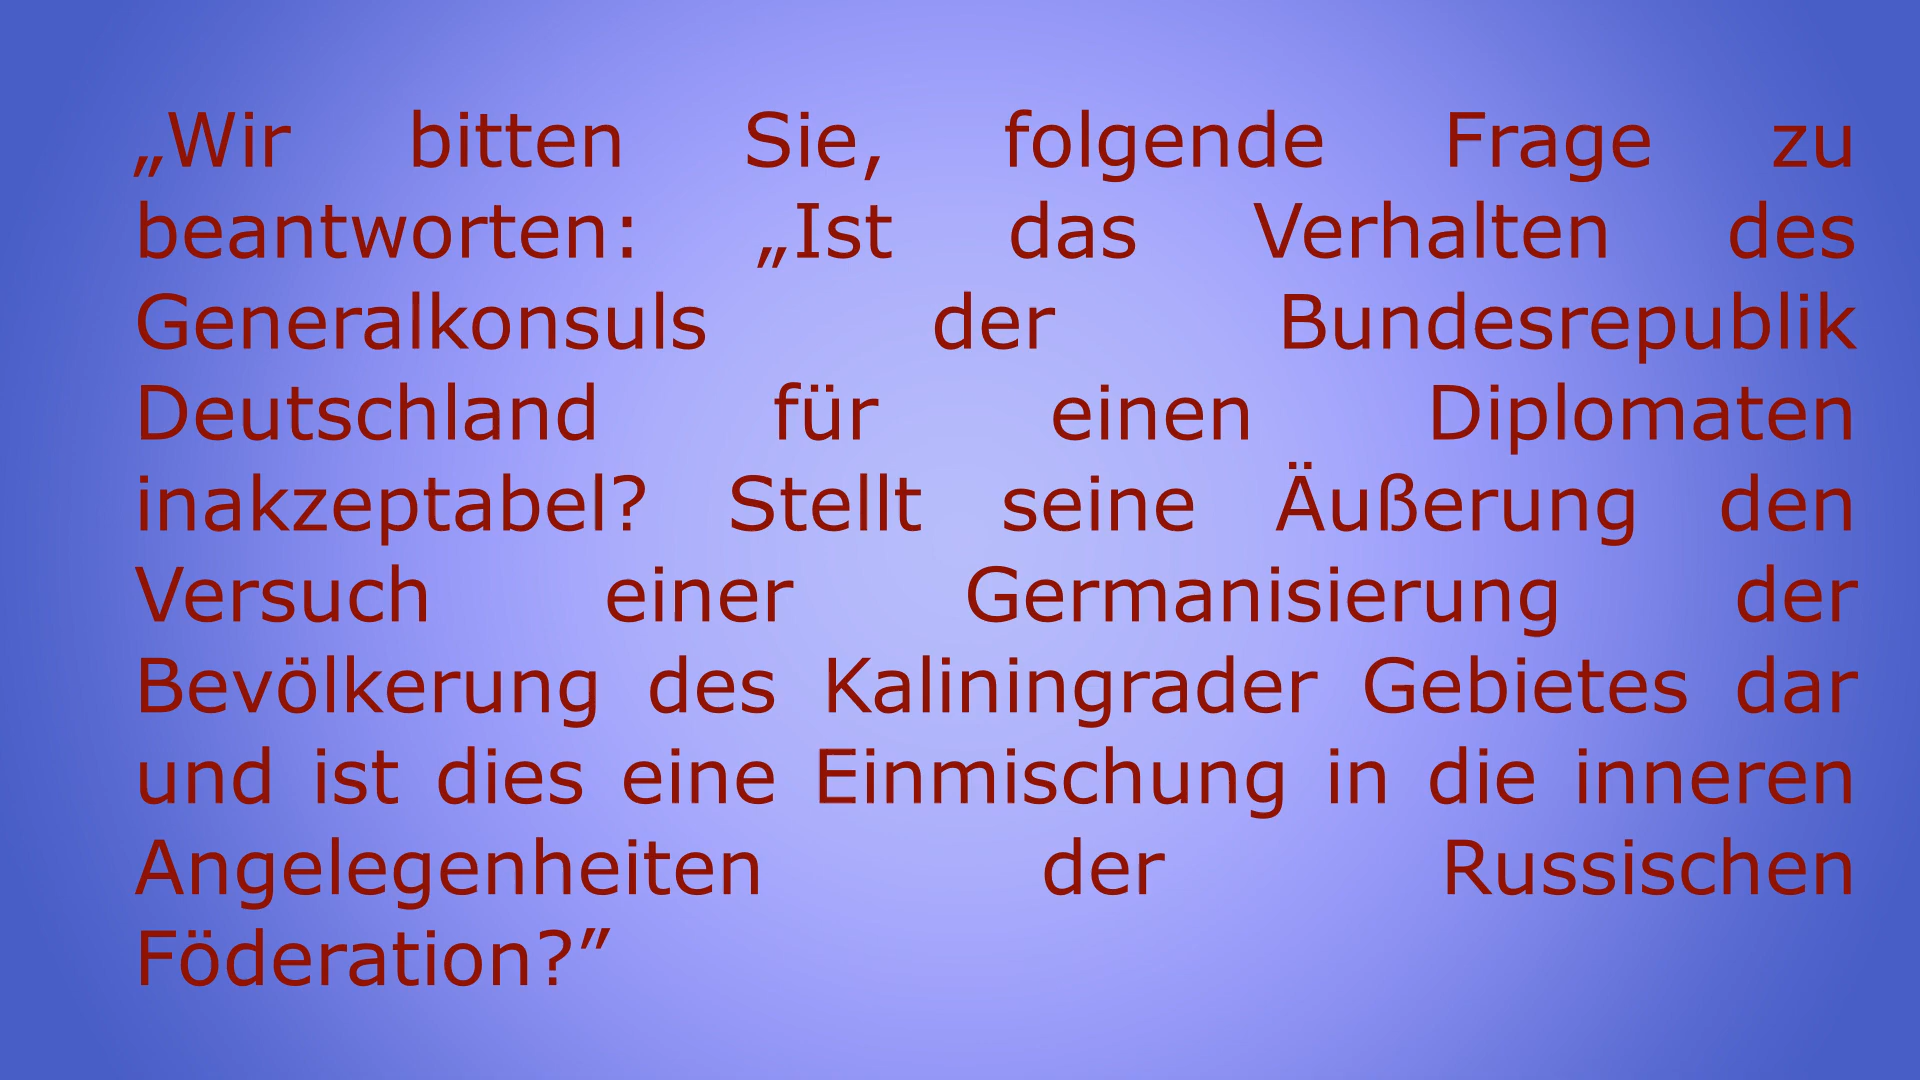 „Wir bitten Sie, folgende Frage zu
beantworten: „Ist das Verhalten des
Generalkonsuls der Bundesrepublik
Deutschland für einen Diplomaten
inakzeptabel? Stellt seine Äußerung den
Versuch einer Germanisierung der
Bevölkerung des Kaliningrader Gebietes dar
und ist dies eine Einmischung in die inneren
Angelegenheiten der Russischen
Föderation?”